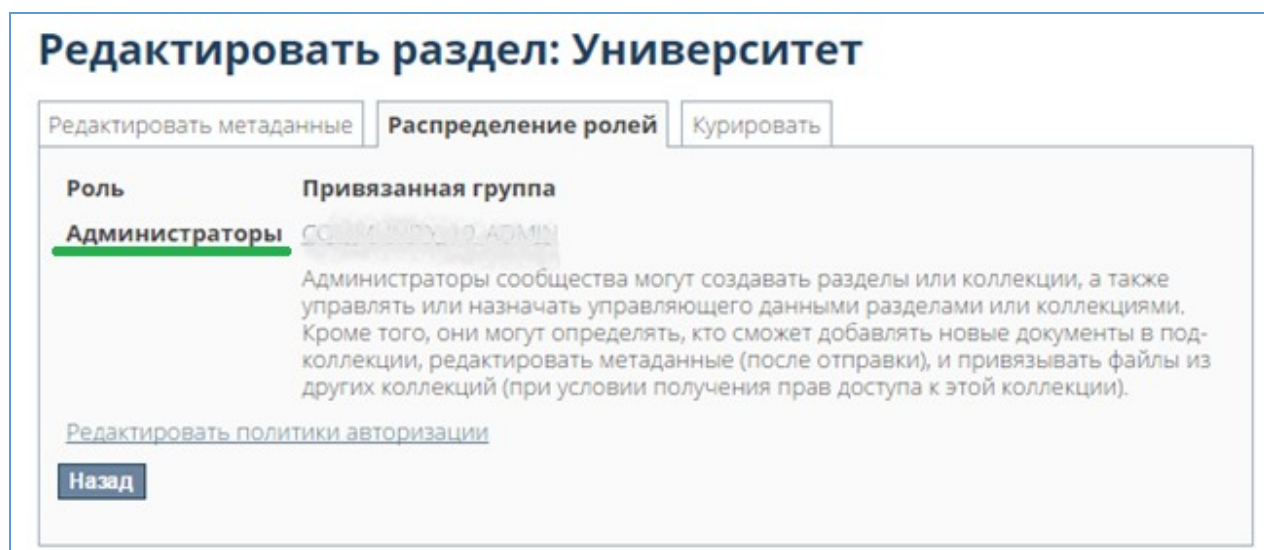 Редактировать раздел: Университет
Редактировать метаданные Распределение ролей Курировать
Роль Привязанная группа
Администраторы
Администраторы сообщества могут создавать разделы или коллекции, а также
управлять или назначать управляющего данными разделами или коллекциями.
Кроме того, они могут определять, кто сможет добавлять новые документы в под-
коллекции, редактировать метаданные (после отправки), и привязывать файлы из
других коллекций (при условии получения прав доступа к этой коллекции).
Редактировать политики авторизации
Назад